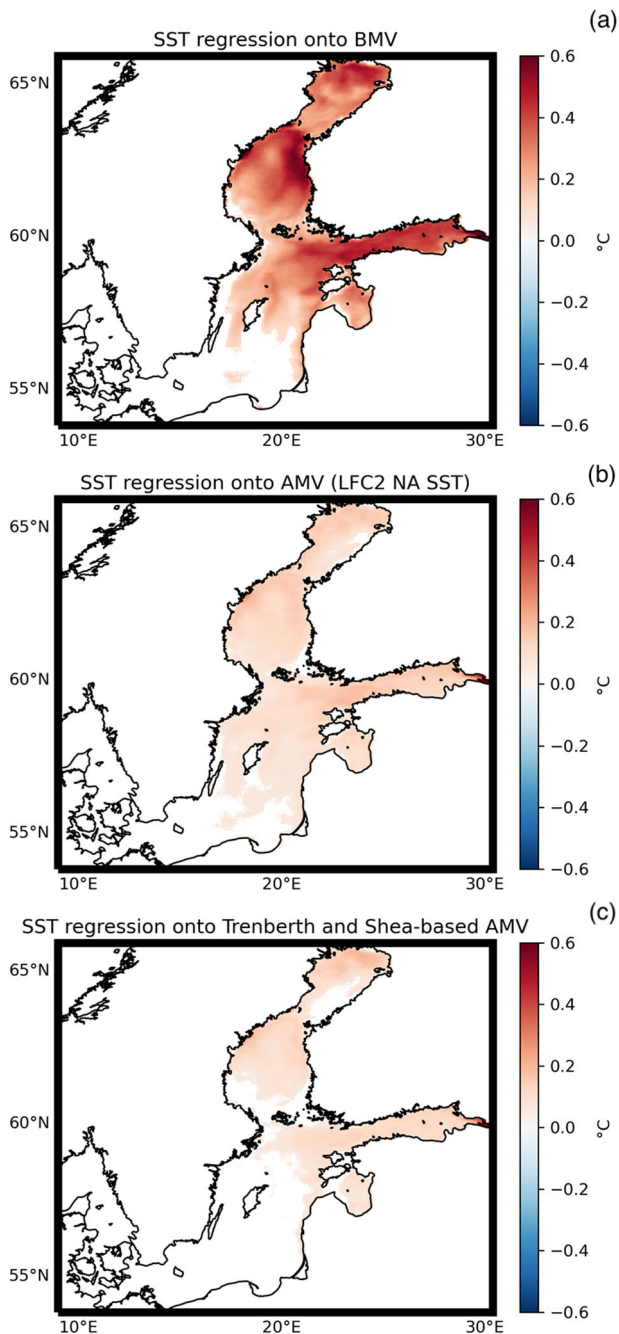 (a)
SST regression onto BMV
65°N
60°N
55°N
10°E 20°E 30°E
0.6
0.4
0.2
0.0
−0.2
−0.4
−0.6
°C
(b)
SST regression onto AMV (LFC2 NA SST)
65°N
60°N
55°N
10°E 20°E 30°E
0.6
0.4
0.2
0.0
−0.2
−0.4
−0.6
°C
(c)
SST regression onto Trenberth and Shea-based AMV
65°N
60°N
55°N
10°E 20°E 30°E
0.6
0.4
0.2
0.0
−0.2
−0.4
−0.6
°C